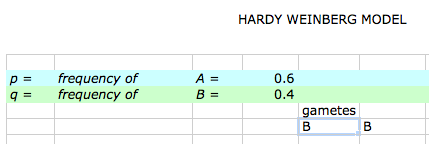 HARDY WEINBERG MODEL
p = frequency of A = 0.6
q = frequency of B = 0.4
gametes
B B